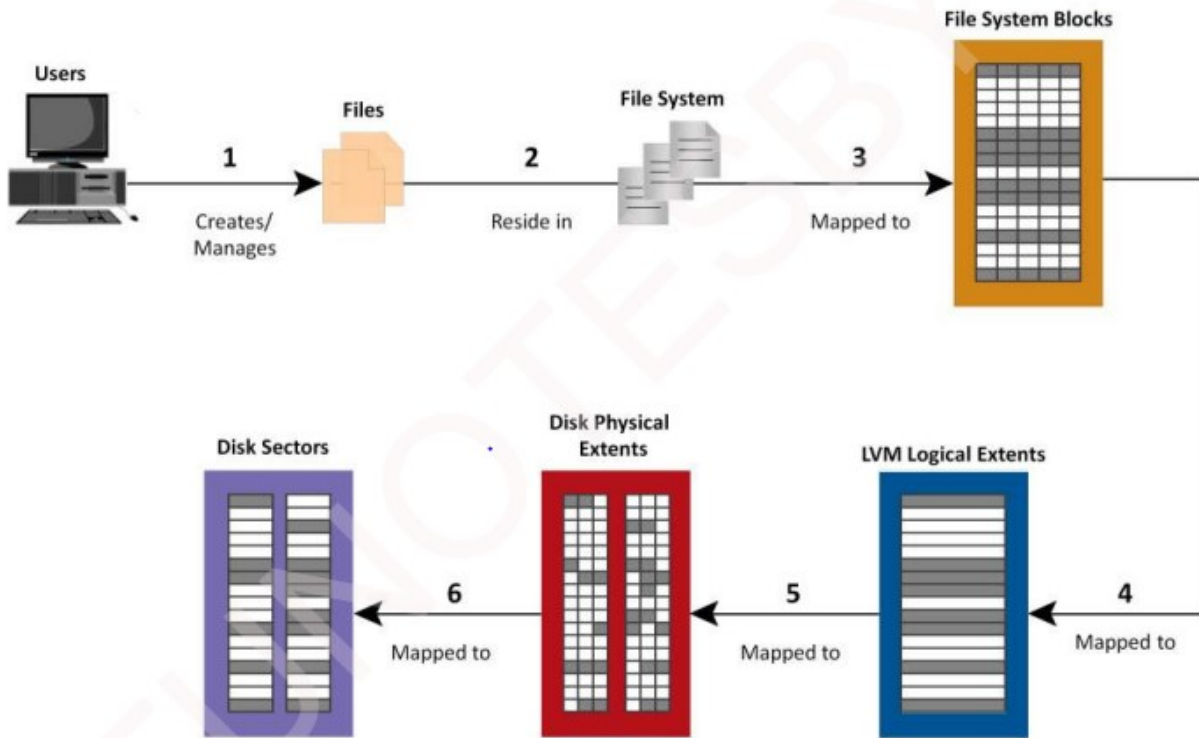 File System Blocks
Users
Files
File System
1
2
3
Creates/
Manages
Reside in
Mapped to
Disk Sectors
Disk Physical
Extents
LVM Logical Extents
6
5
4
Mapped to
Mapped to
Mapped to